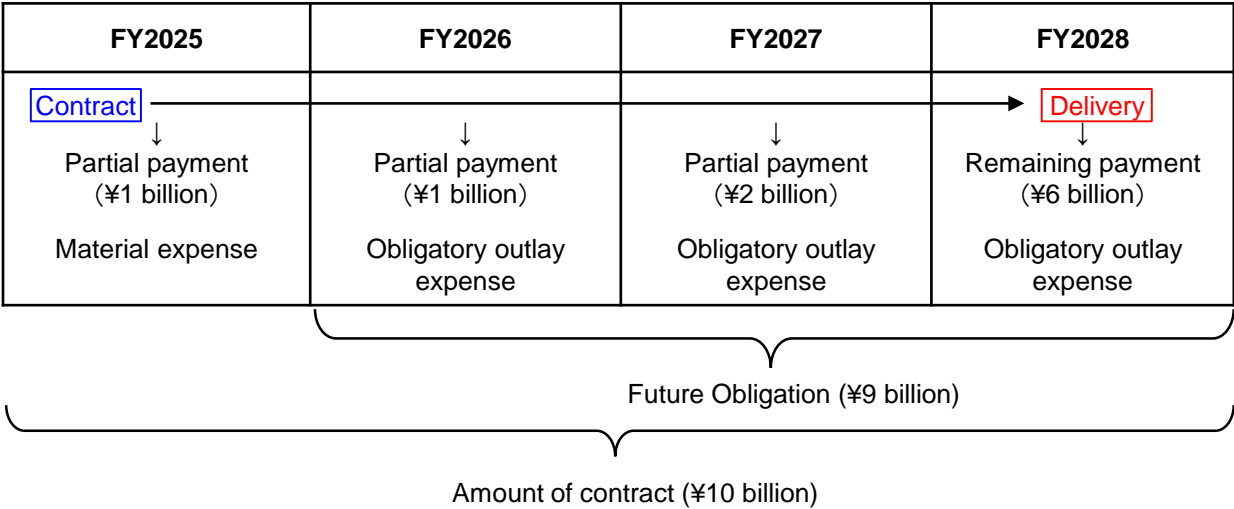 FY2025
FY2026
FY2027
FY2028
Contract
Delivery
↓
Partial payment
（¥1 billion）
Material expense
↓
Partial payment
（¥1 billion）
Obligatory outlay
expense
↓
Partial payment
（¥2 billion）
Obligatory outlay
expense
↓
Remaining payment
（¥6 billion）
Obligatory outlay
expense
Future Obligation (¥9 billion)
Amount of contract (¥10 billion)